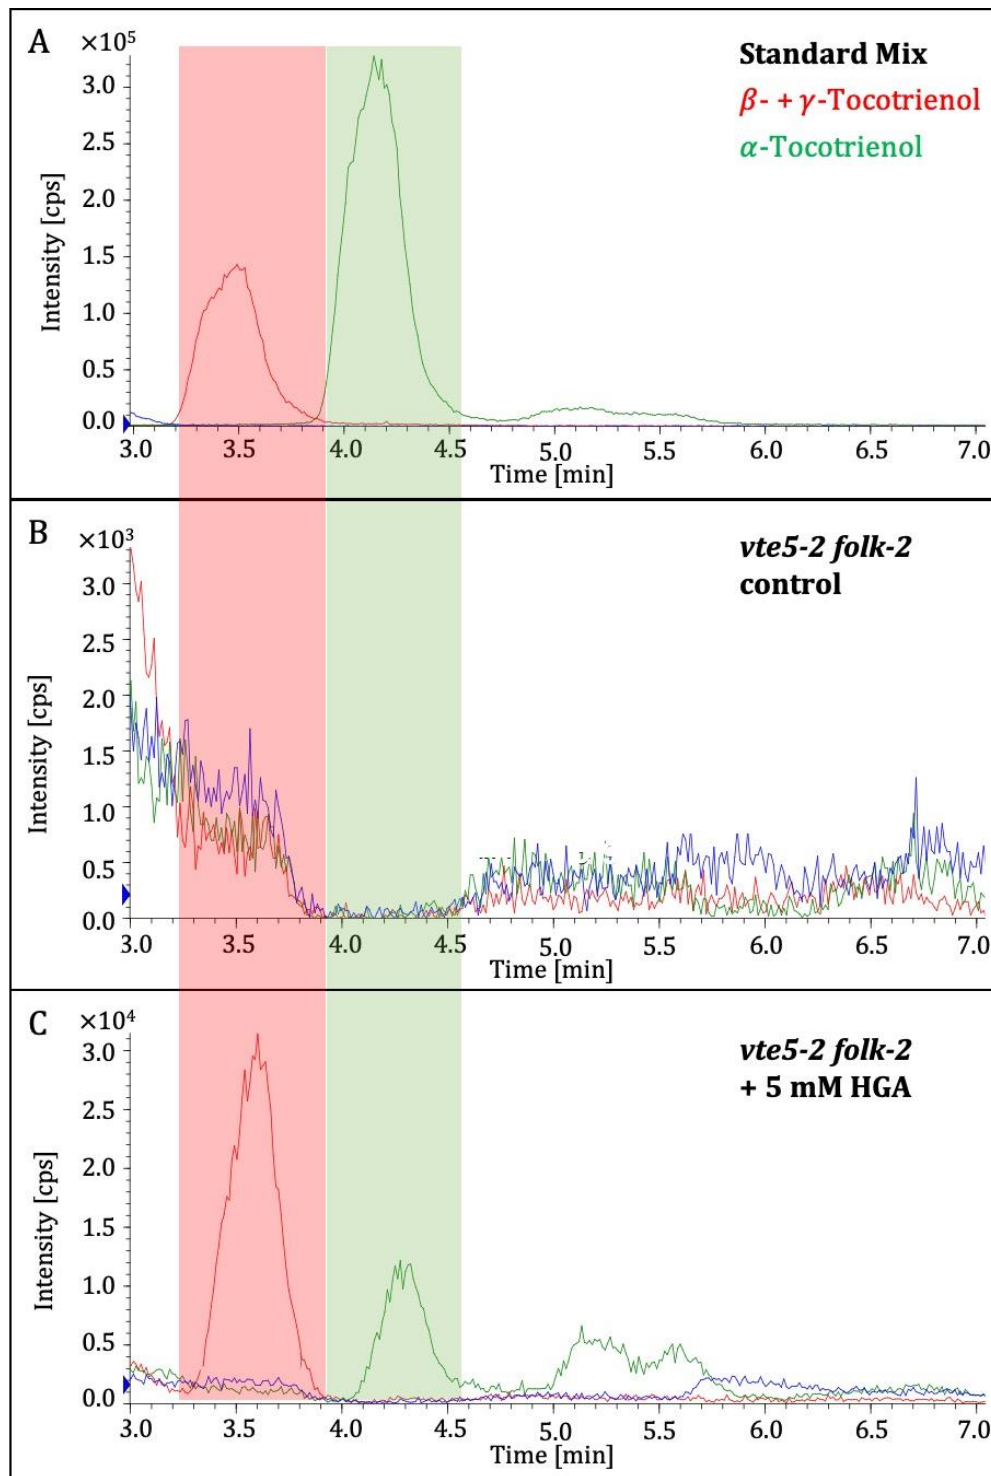 A
×10⁵
Standard Mix
β- + γ-Tocotrienol
α-Tocotrienol
Intensity [cps]
3.0
2.5
2.0
1.5
1.0
0.5
0.0
3.0 3.5 4.0 4.5 5.0 5.5 6.0 6.5 7.0
Time [min]
B
×10³
vte5-2 folk-2
control
Intensity [cps]
3.0
2.5
2.0
1.5
1.0
0.5
0.0
3.0 3.5 4.0 4.5 5.0 5.5 6.0 6.5 7.0
Time [min]
C
×10⁴
vte5-2 folk-2
+ 5 mM HGA
Intensity [cps]
3.0
2.5
2.0
1.5
1.0
0.5
0.0
3.0 3.5 4.0 4.5 5.0 5.5 6.0 6.5 7.0
Time [min]